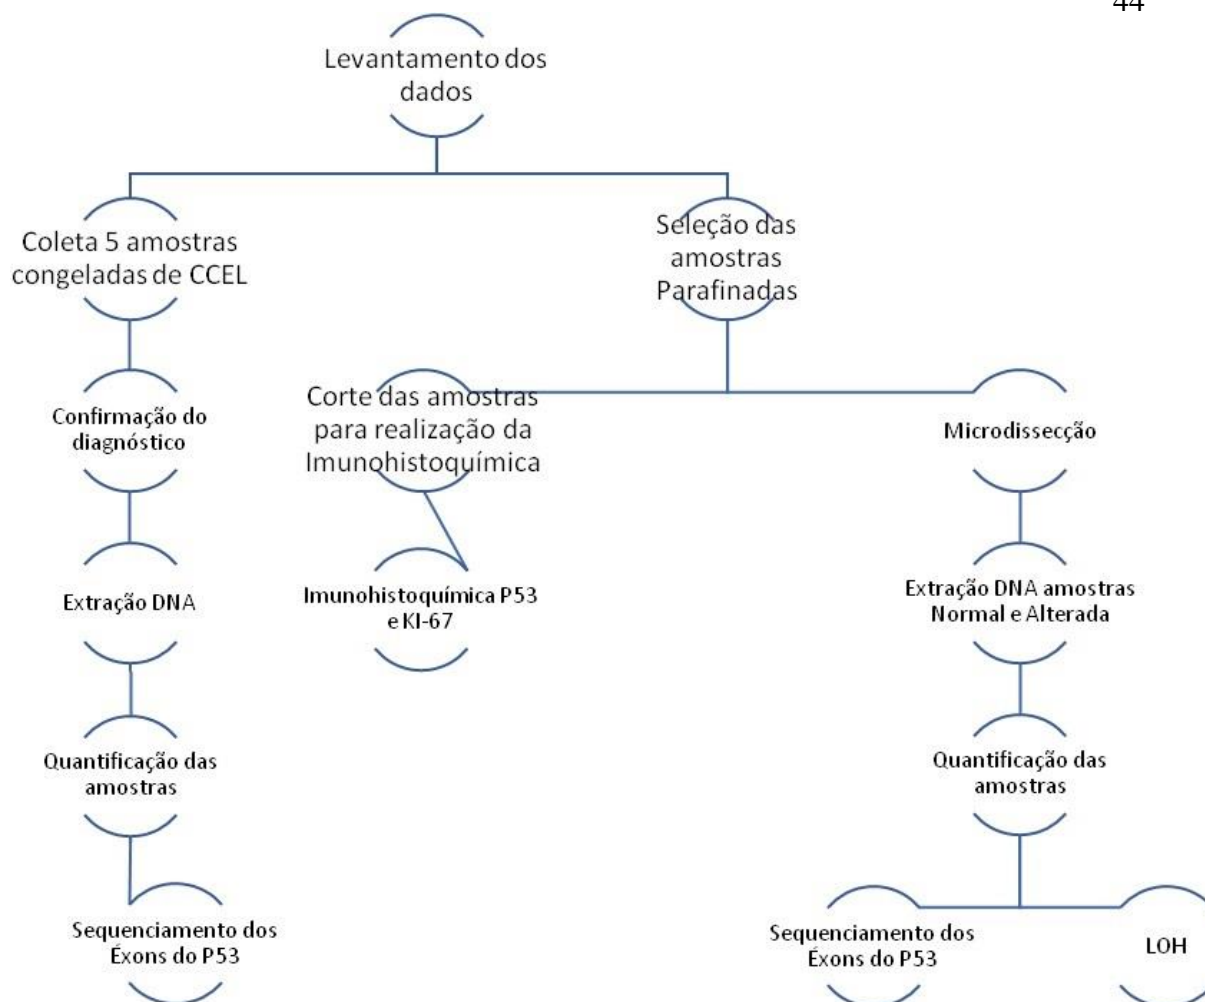 44
Levantamento dos
dados
Coleta 5 amostras
congeladas de CCEL
Seleção das
amostras
Parafinadas
Confirmação do
diagnóstico
Corte das amostras
para realização da
Imunohistoquímica
Microdissecção
Extração DNA
Imunohistoquímica P53
e KI-67
Extração DNA amostras
Normal e Alterada
Quantificação das
amostras
Quantificação das
amostras
Sequenciamento dos
Éxons do P53
Sequenciamento dos
Éxons do P53
LOH